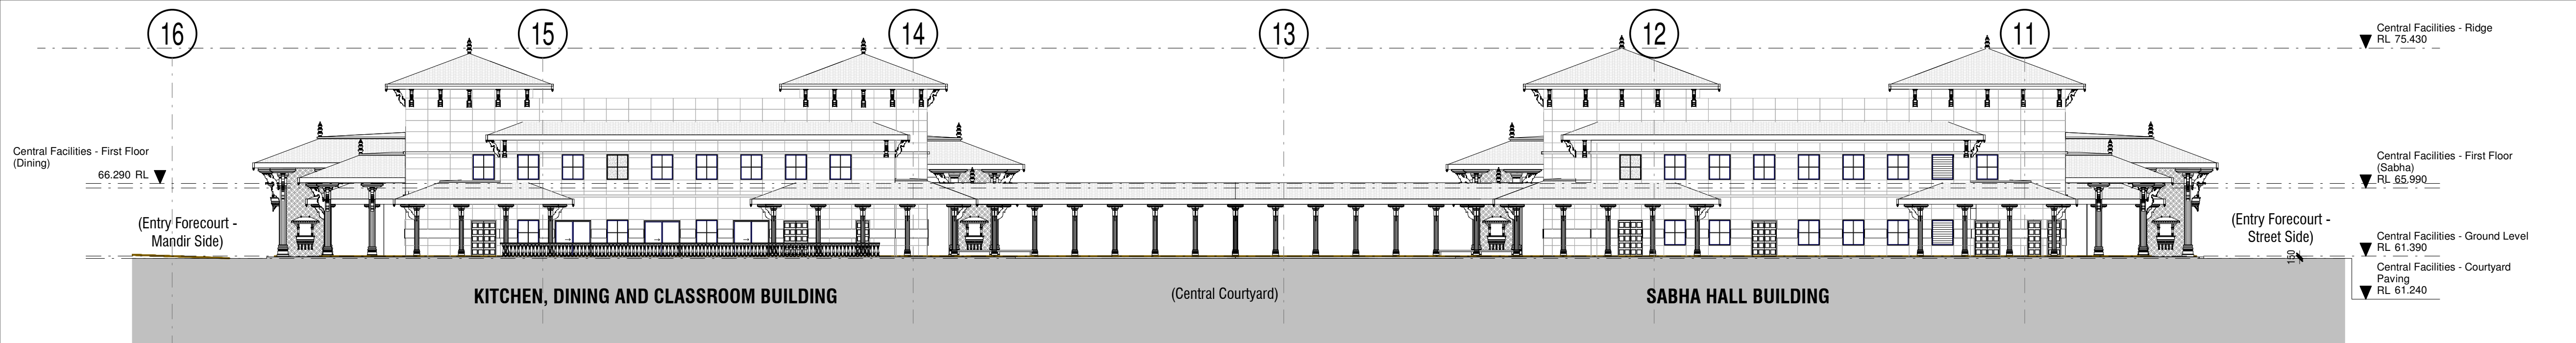 16
15
14
13
12
11
Central Facilities - Ridge
RL 75.430
Central Facilities - First Floor
(Dining)
66.290 RL
Central Facilities - First Floor
(Sabha)
RL 65.990
(Entry Forecourt -
Mandir Side)
(Entry Forecourt -
Street Side)
Central Facilities - Ground Level
RL 61.390
150
Central Facilities - Courtyard
Paving
RL 61.240
KITCHEN, DINING AND CLASSROOM BUILDING
(Central Courtyard)
SABHA HALL BUILDING